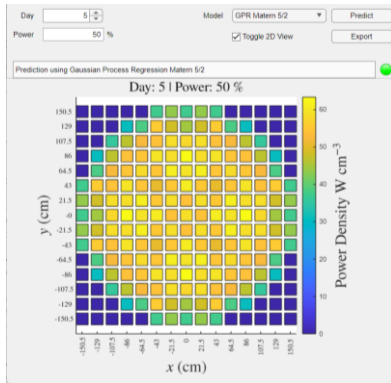 Day 5 Model GPR Matern 5/2 Predict
Power 50 % Toggle 2D View Export
Prediction using Gaussian Process Regression Matern 5/2
Day: 5 | Power: 50 %
150.5
129
107.5
86
64.5
43
21.5
-0
-21.5
-43
-64.5
-86
-107.5
-129
-150.5
y (cm)
-150.5 -129 -107.5 -86 -64.5 -43 -21.5 0 21.5 43 64.5 86 107.5 129 150.5
x (cm)
60
50
40
30
20
10
0
Power Density W cm⁻³